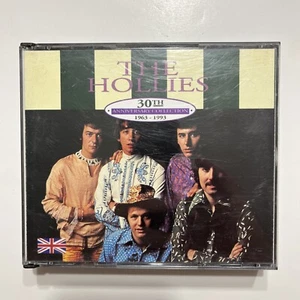 THE
HOLLIES
30TH
ANNIVERSARY COLLECTION
1963 - 1993